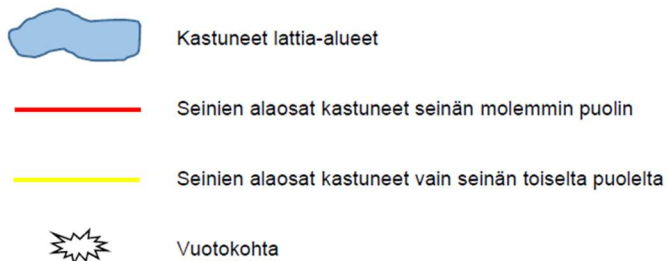 Kastuneet lattia-alueet
Seinien alaosat kastuneet seinän molemmin puolin
Seinien alaosat kastuneet vain seinän toiselta puolelta
Vuotokohta